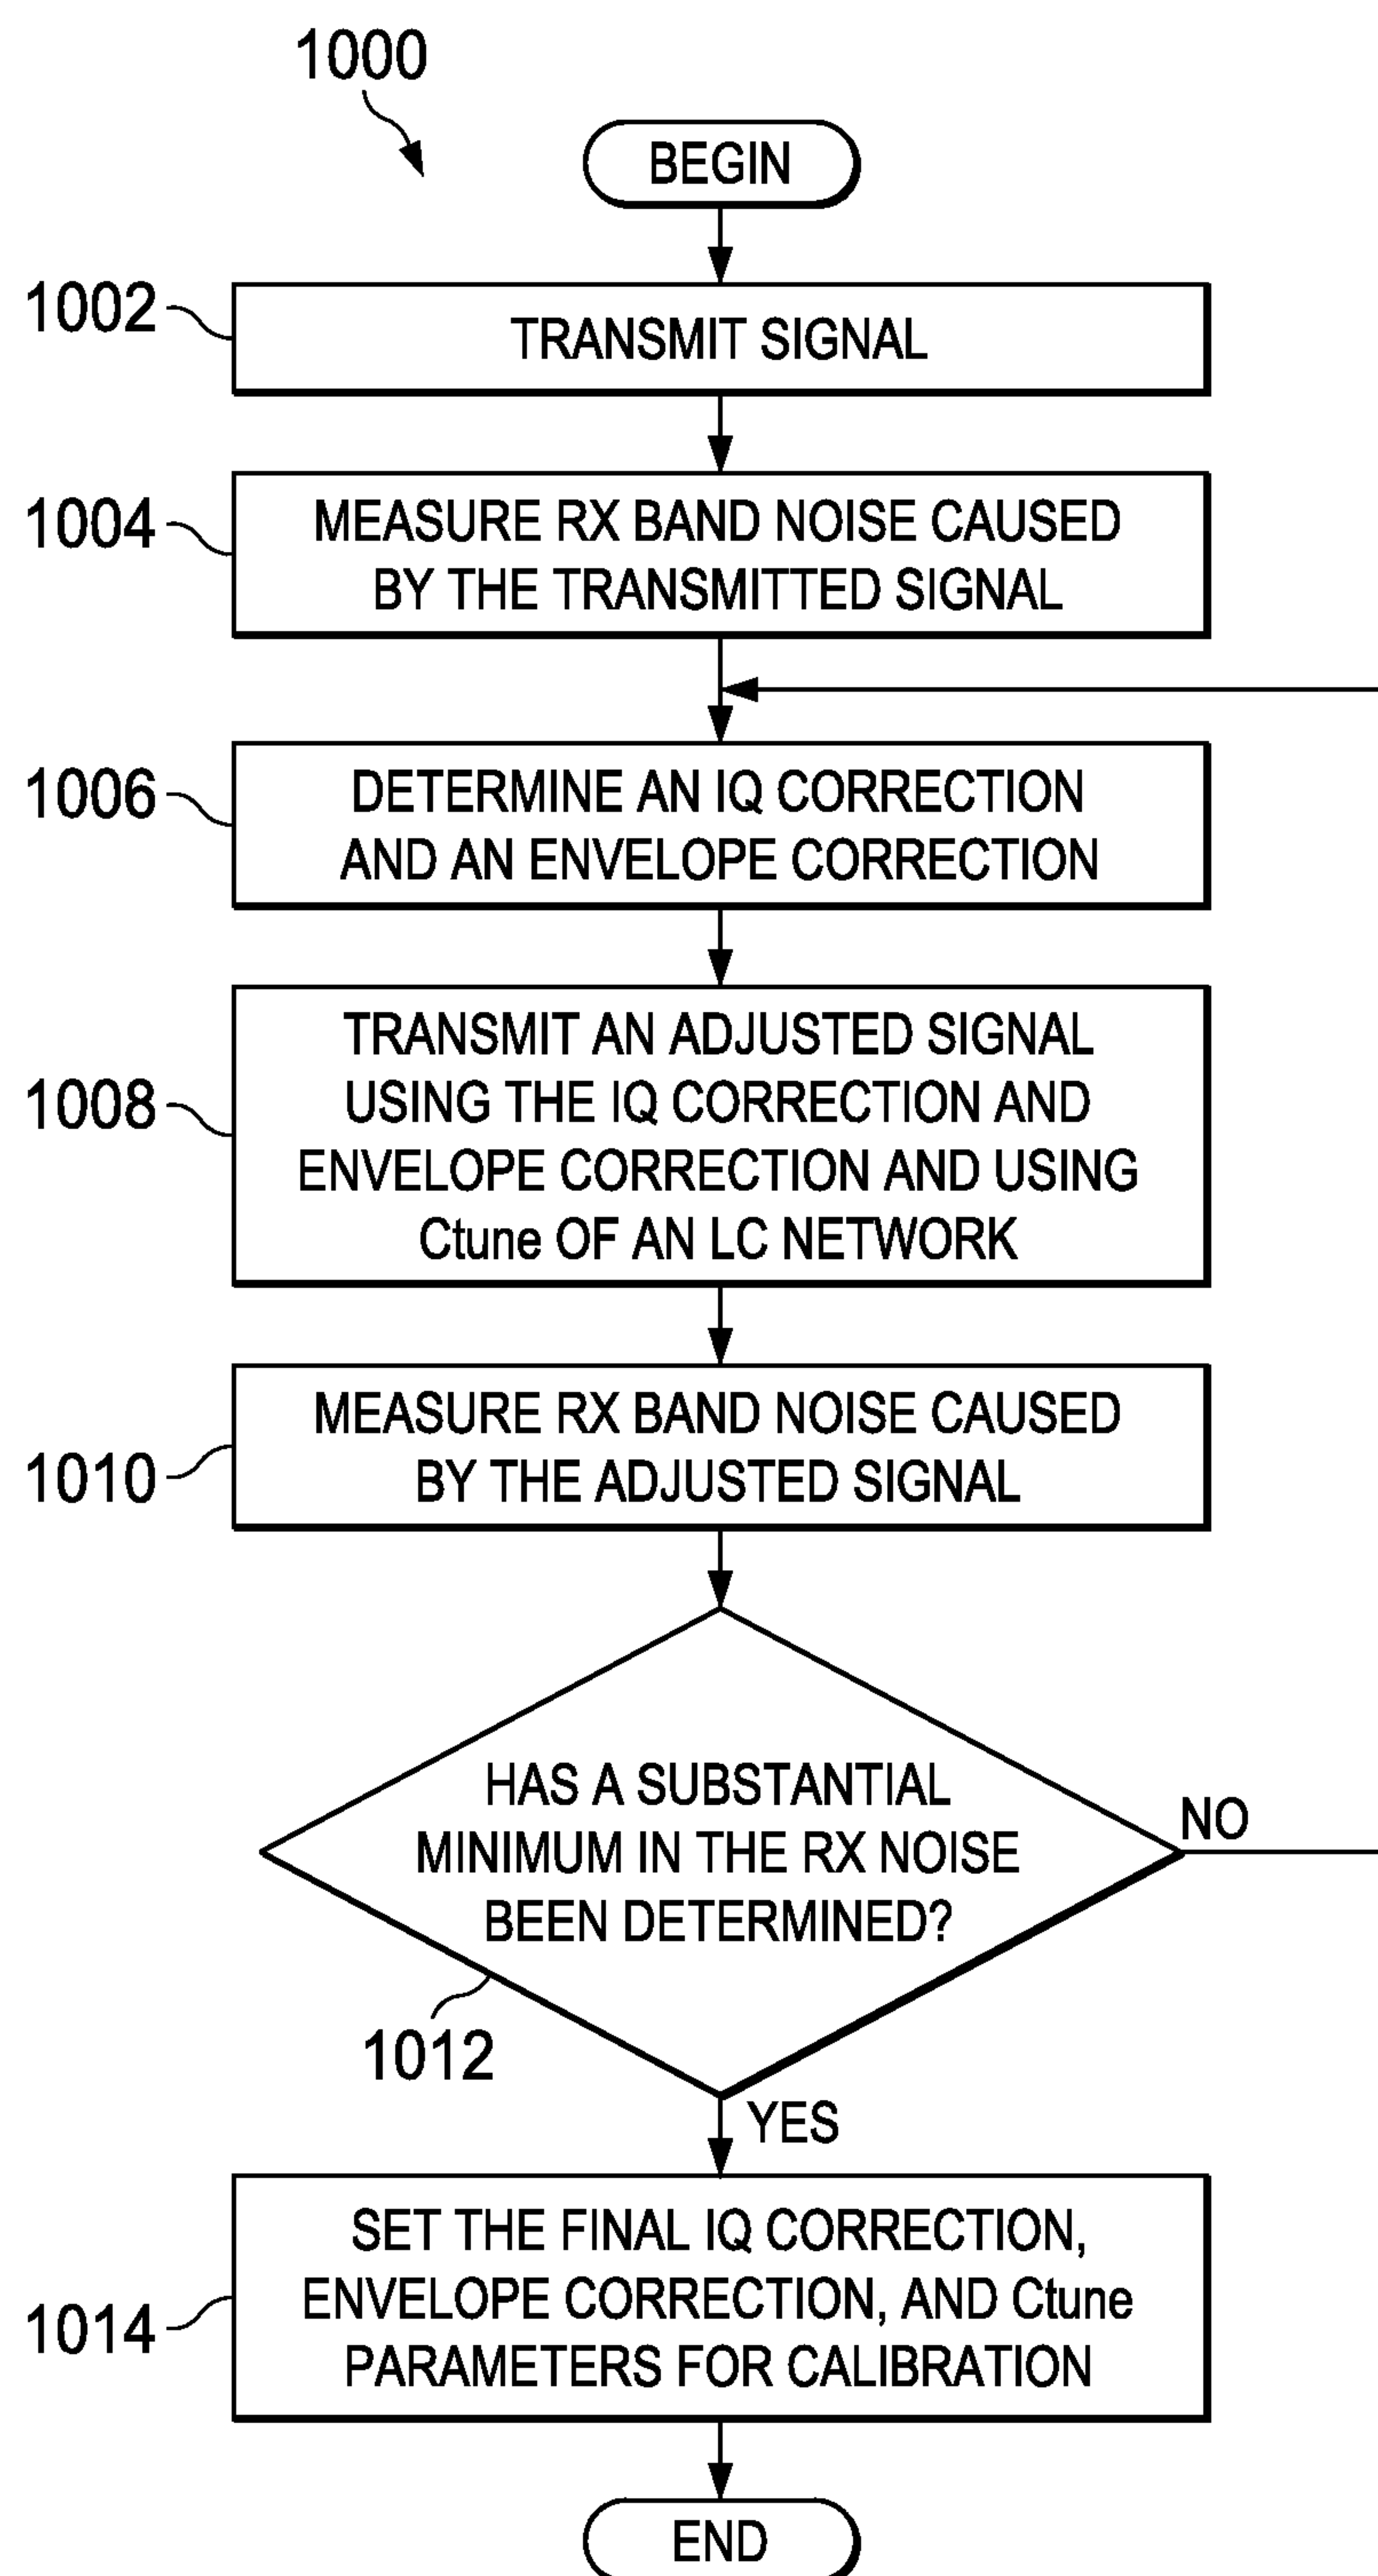 1000
BEGIN
1002
TRANSMIT SIGNAL
1004
MEASURE RX BAND NOISE CAUSED
BY THE TRANSMITTED SIGNAL
1006
DETERMINE AN IQ CORRECTION
AND AN ENVELOPE CORRECTION
1008
TRANSMIT AN ADJUSTED SIGNAL
USING THE IQ CORRECTION AND
ENVELOPE CORRECTION AND USING
Ctune OF AN LC NETWORK
1010
MEASURE RX BAND NOISE CAUSED
BY THE ADJUSTED SIGNAL
HAS A SUBSTANTIAL
MINIMUM IN THE RX NOISE
BEEN DETERMINED?
NO
1012
YES
1014
SET THE FINAL IQ CORRECTION,
ENVELOPE CORRECTION, AND Ctune
PARAMETERS FOR CALIBRATION
END